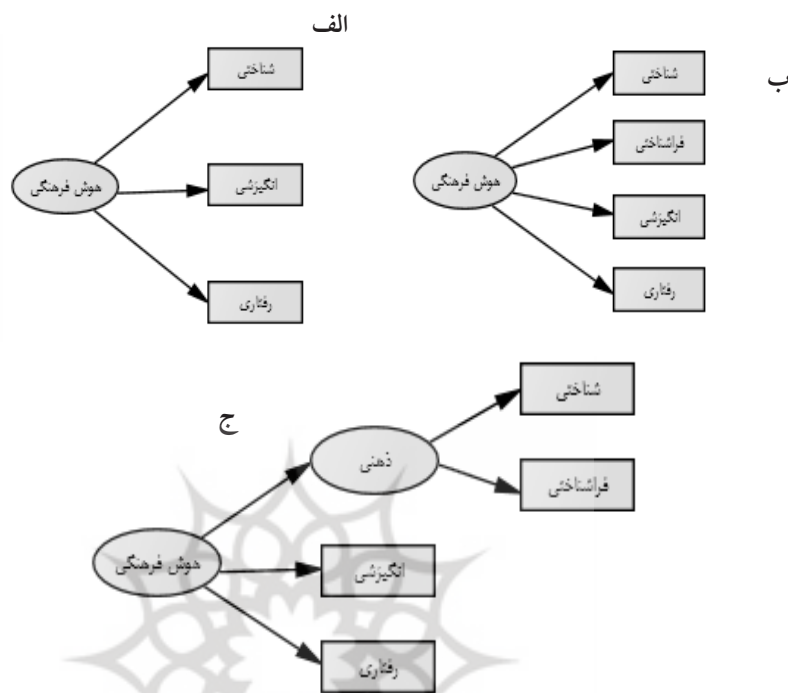 الف
شناختی
هوش فرهنگی
انگیزشی
رفتاری
ب
شناختی
فراشناختی
هوش فرهنگی
انگیزشی
رفتاری
ج
شناختی
ذهنی
فراشناختی
هوش فرهنگی
انگیزشی
رفتاری